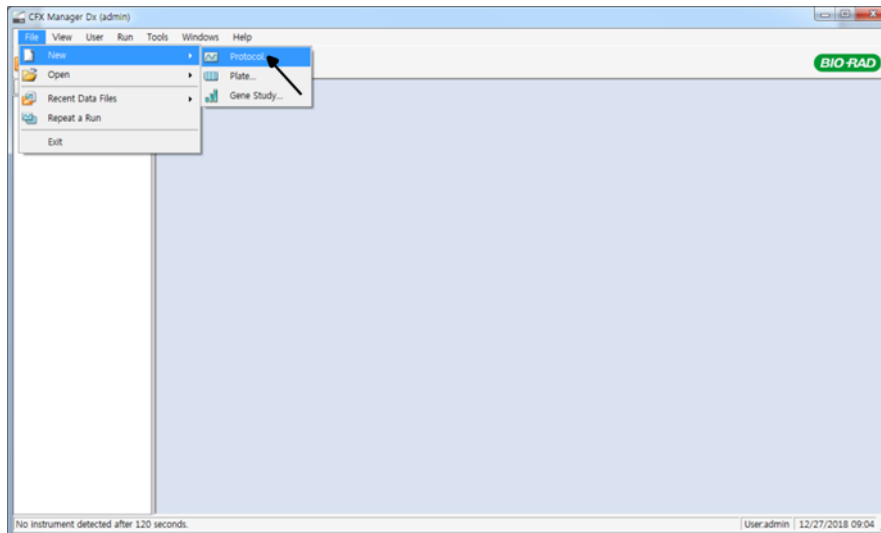 CFX Manager Dx (admin)
File View User Run Tools Windows Help
New
Protocol...
Open
Plate...
Recent Data Files
Gene Study...
Repeat a Run
Exit
BIO-RAD
No instrument detected after 120 seconds.
User:admin 12/27/2018 09:04